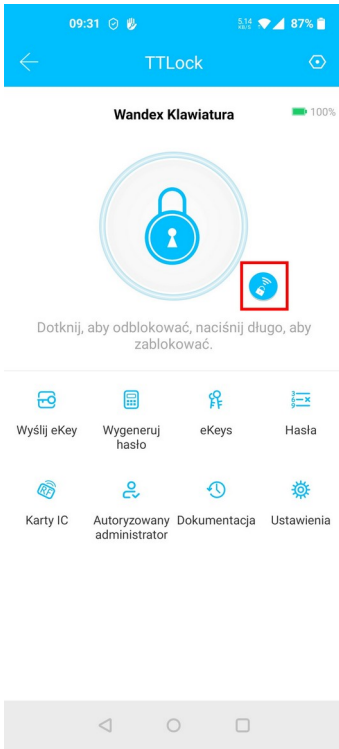 09:31 5.14 KB/S 87%
TTLock
Wandex Klawiatura 100%
Dotknij, aby odblokować, naciśnij długo, aby
zablokować.
Wyślij eKey Wygeneruj hasło eKeys Hasła
Karty IC Autoryzowany administrator Dokumentacja Ustawienia